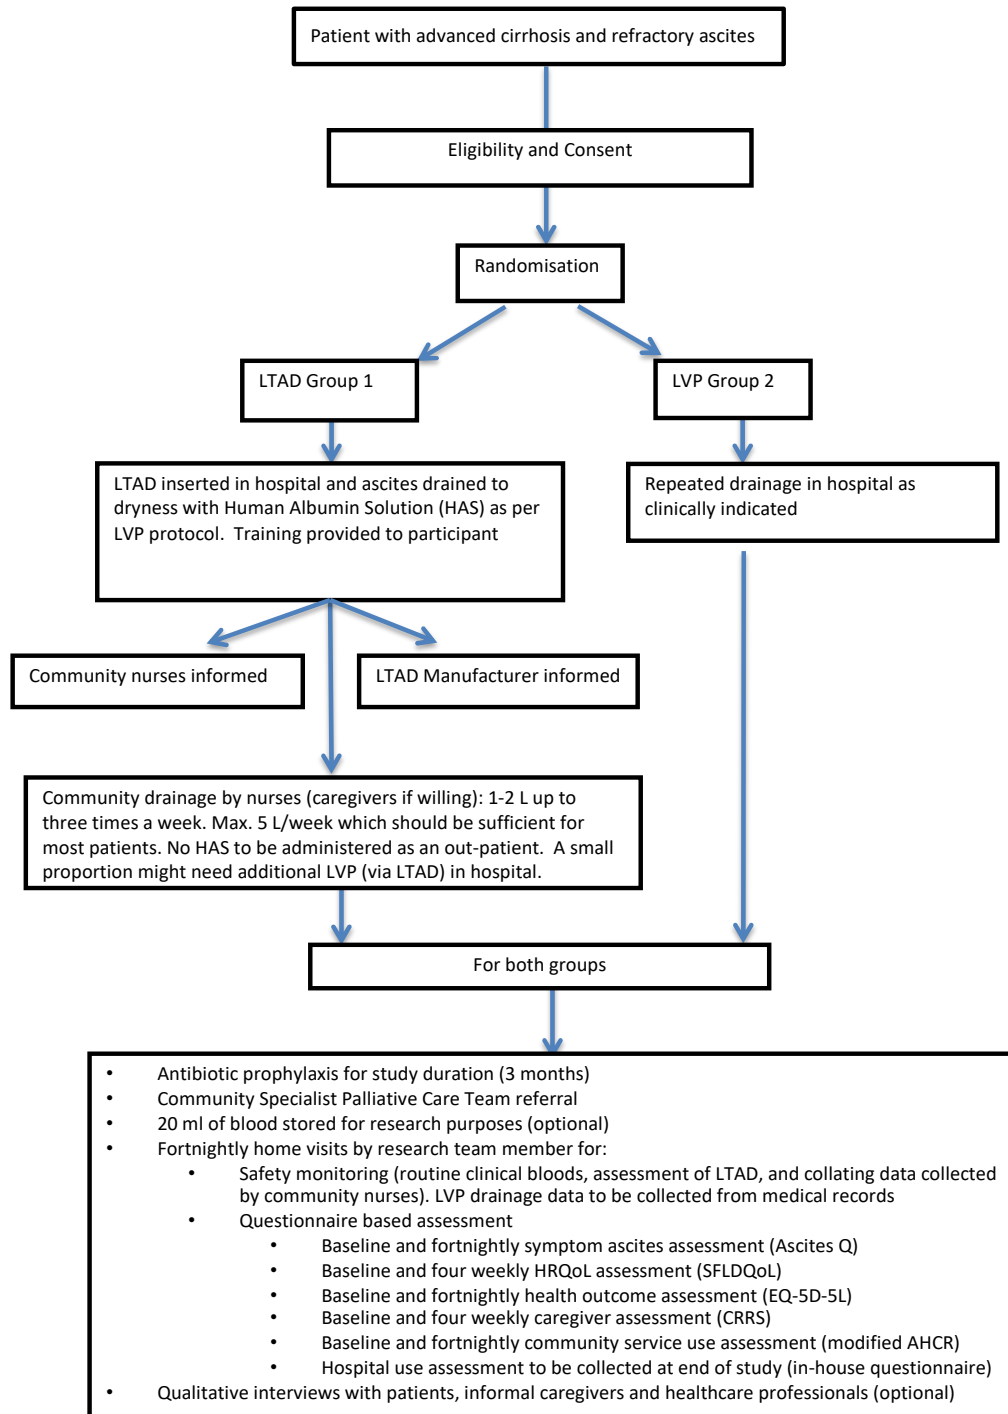 Patient with advanced cirrhosis and refractory ascites
Eligibility and Consent
Randomisation
LTAD Group 1
LVP Group 2
LTAD inserted in hospital and ascites drained to
dryness with Human Albumin Solution (HAS) as per
LVP protocol.  Training provided to participant
Repeated drainage in hospital as
clinically indicated
Community nurses informed
LTAD Manufacturer informed
Community drainage by nurses (caregivers if willing): 1-2 L up to
three times a week. Max. 5 L/week which should be sufficient for
most patients. No HAS to be administered as an out-patient.  A small
proportion might need additional LVP (via LTAD) in hospital.
For both groups
• Antibiotic prophylaxis for study duration (3 months)
• Community Specialist Palliative Care Team referral
• 20 ml of blood stored for research purposes (optional)
• Fortnightly home visits by research team member for:
• Safety monitoring (routine clinical bloods, assessment of LTAD, and collating data collected
by community nurses). LVP drainage data to be collected from medical records
• Questionnaire based assessment
• Baseline and fortnightly symptom ascites assessment (Ascites Q)
• Baseline and four weekly HRQoL assessment (SFLDQoL)
• Baseline and fortnightly health outcome assessment (EQ-5D-5L)
• Baseline and four weekly caregiver assessment (CRRS)
• Baseline and fortnightly community service use assessment (modified AHCR)
• Hospital use assessment to be collected at end of study (in-house questionnaire)
• Qualitative interviews with patients, informal caregivers and healthcare professionals (optional)